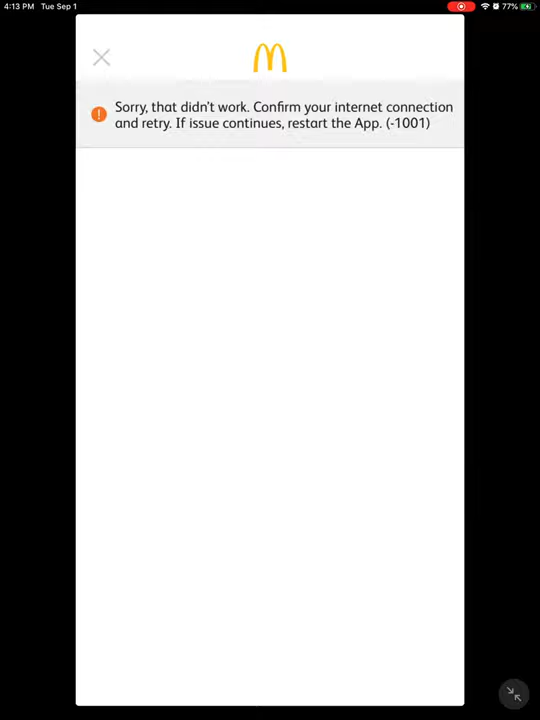 4:13 PM Tue Sep 1
77%
Sorry, that didn't work. Confirm your internet connection
and retry. If issue continues, restart the App. (-1001)